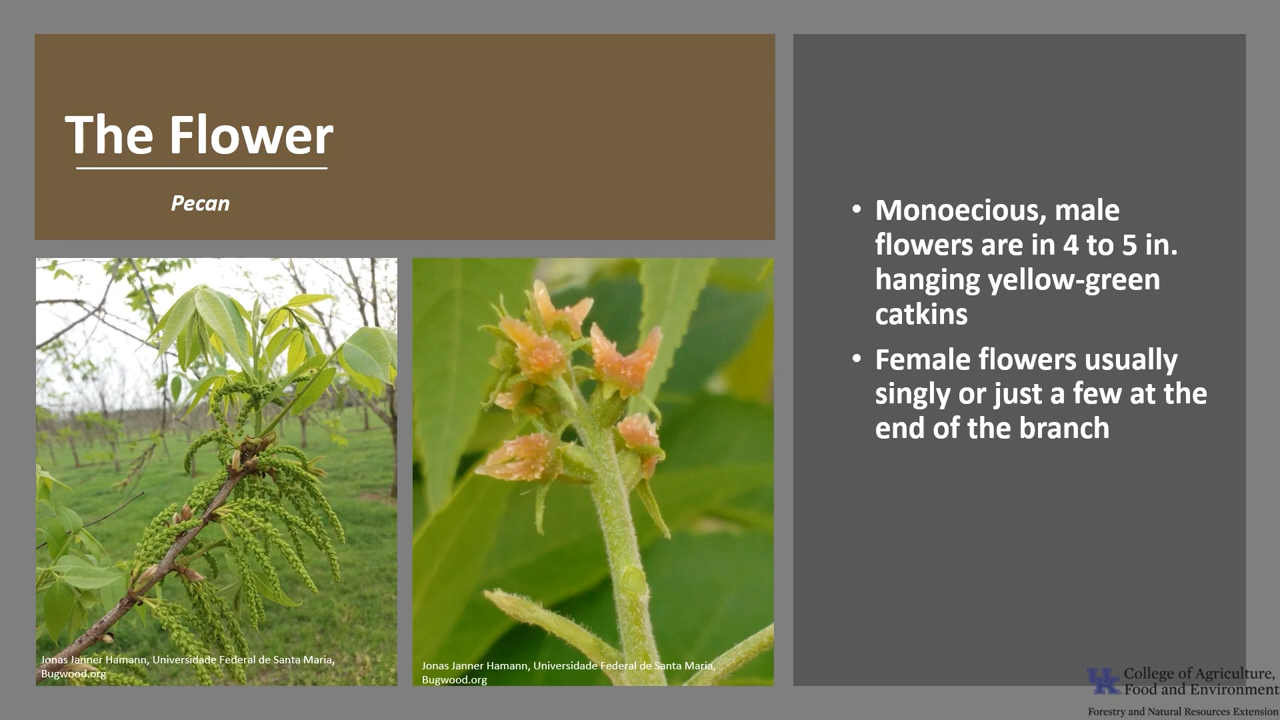 The Flower
Pecan
• Monoecious, male
flowers are in 4 to 5 in.
hanging yellow-green
catkins
• Female flowers usually
singly or just a few at the
end of the branch
Jonas Janner Hamann, Universidade Federal de Santa Maria,
Bugwood.org
Jonas Janner Hamann, Universidade Federal de Santa Maria,
Bugwood.org
UK College of Agriculture,
Food and Environment
Forestry and Natural Resources Extension